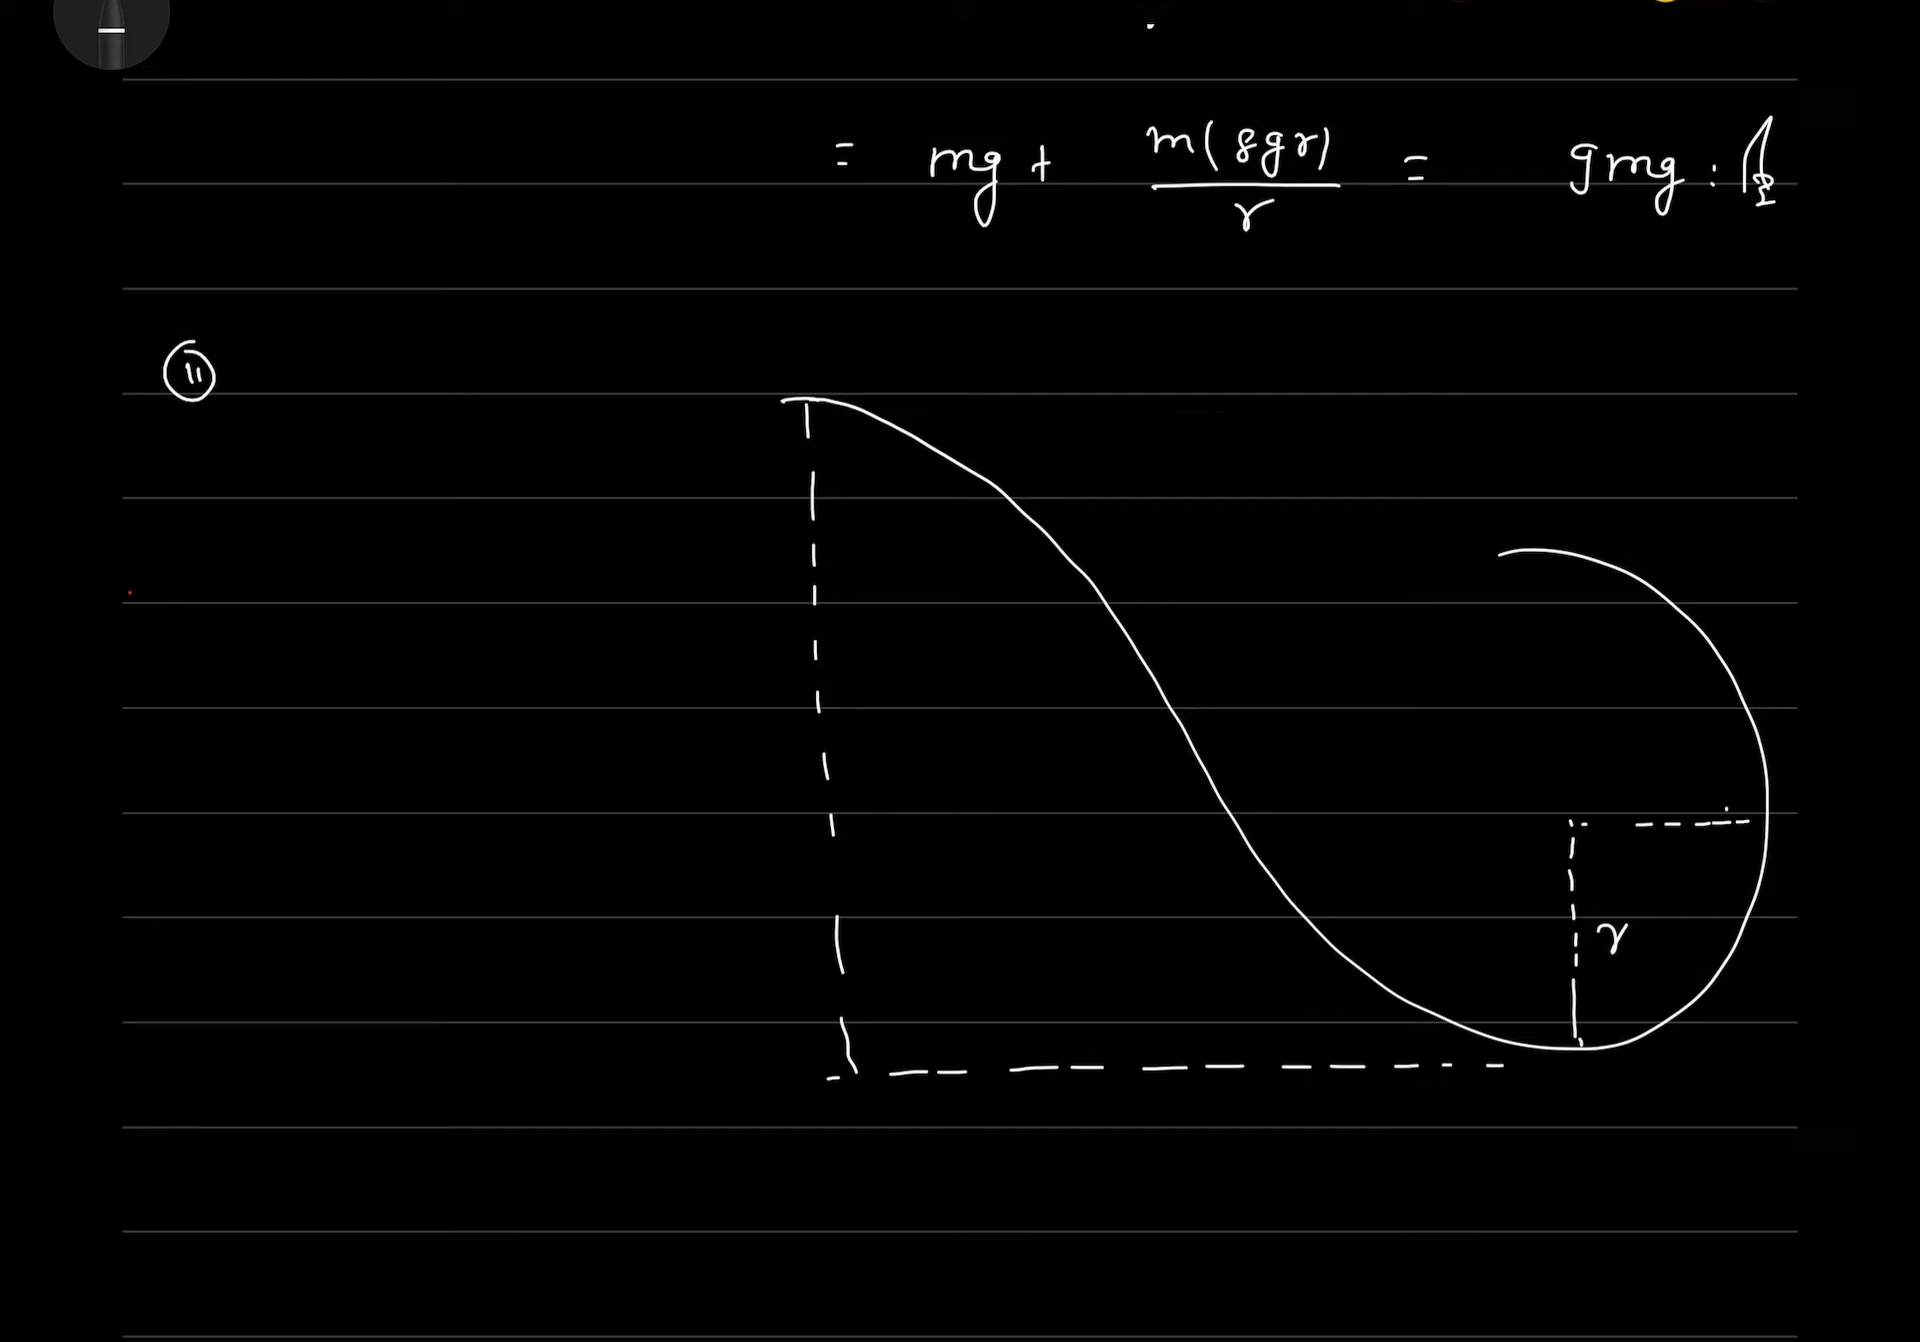 = mg + m(8gr)/r = 9mg :
11
r